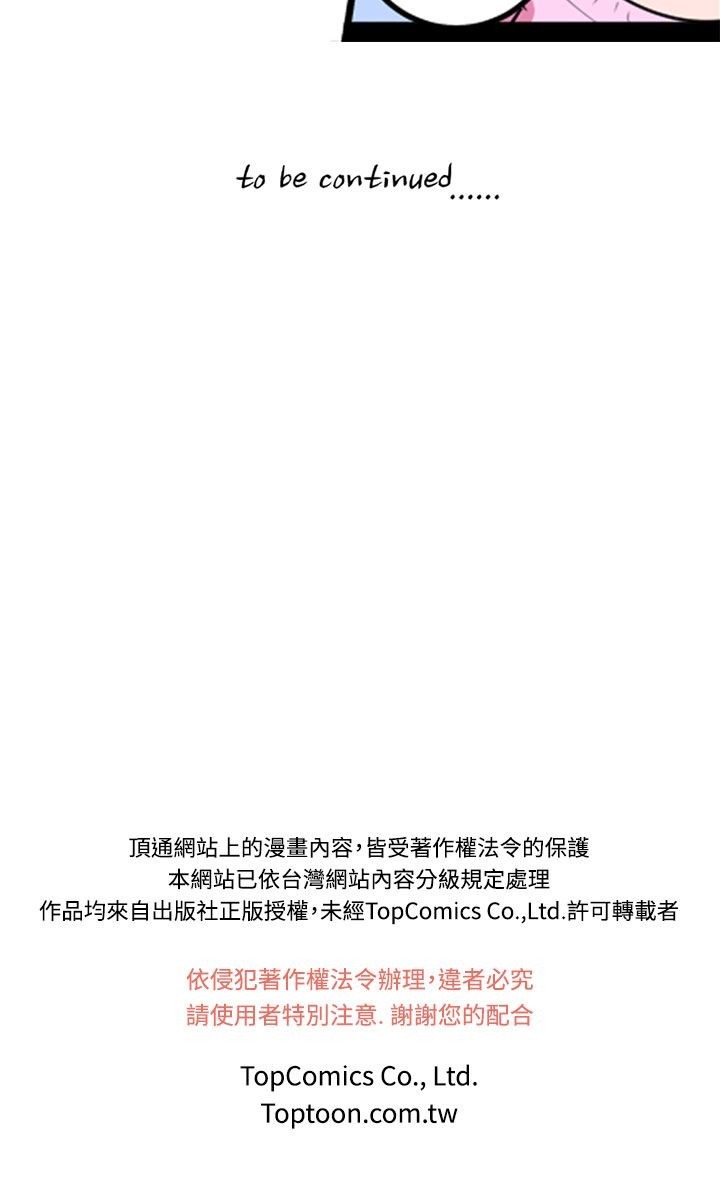 to be continued......
頂通網站上的漫畫內容，皆受著作權法令的保護
本網站已依台灣網站內容分級規定處理
作品均來自出版社正版授權，未經TopComics Co.,Ltd.許可轉載者
依侵犯著作權法令辦理，違者必究
請使用者特別注意. 謝謝您的配合
TopComics Co., Ltd.
Toptoon.com.tw